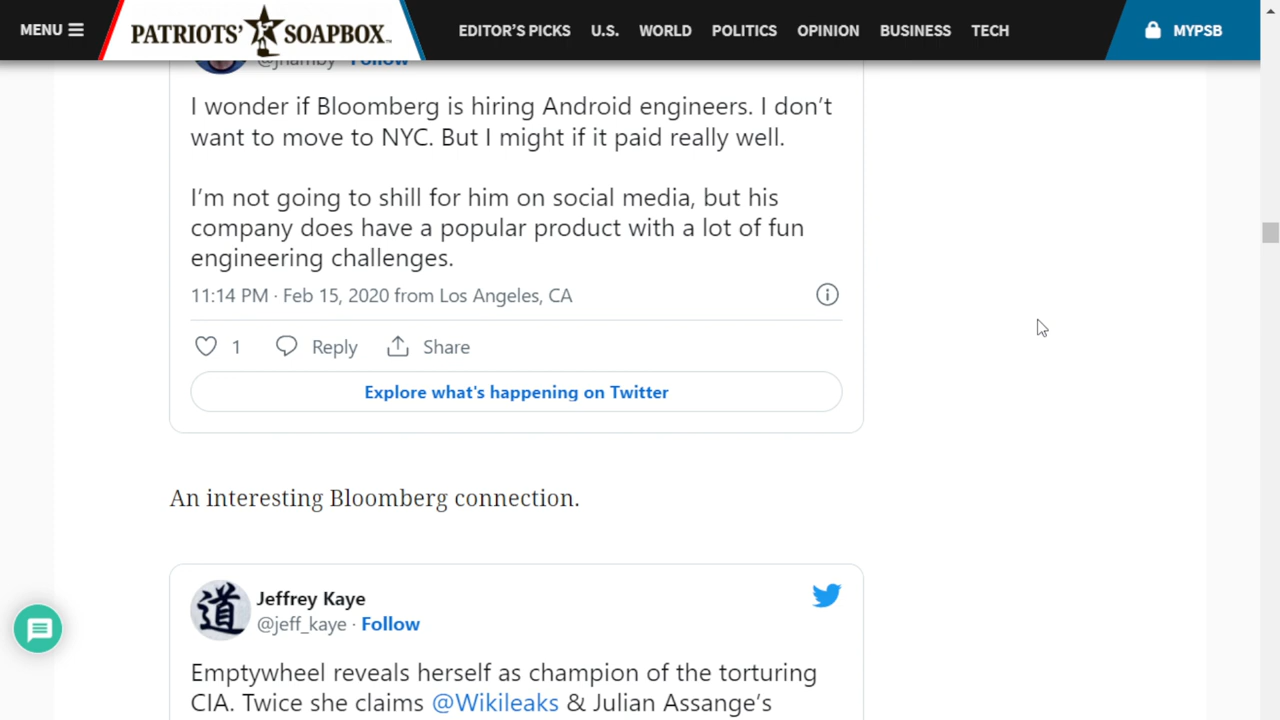 MENU
PATRIOTS' SOAPBOX
EDITOR'S PICKS U.S. WORLD POLITICS OPINION BUSINESS TECH
MYPSB
@jhamby · Follow
I wonder if Bloomberg is hiring Android engineers. I don't
want to move to NYC. But I might if it paid really well.
I'm not going to shill for him on social media, but his
company does have a popular product with a lot of fun
engineering challenges.
11:14 PM · Feb 15, 2020 from Los Angeles, CA
1 Reply Share
Explore what's happening on Twitter
An interesting Bloomberg connection.
Jeffrey Kaye
@jeff_kaye · Follow
Emptywheel reveals herself as champion of the torturing
CIA. Twice she claims @Wikileaks & Julian Assange's
道